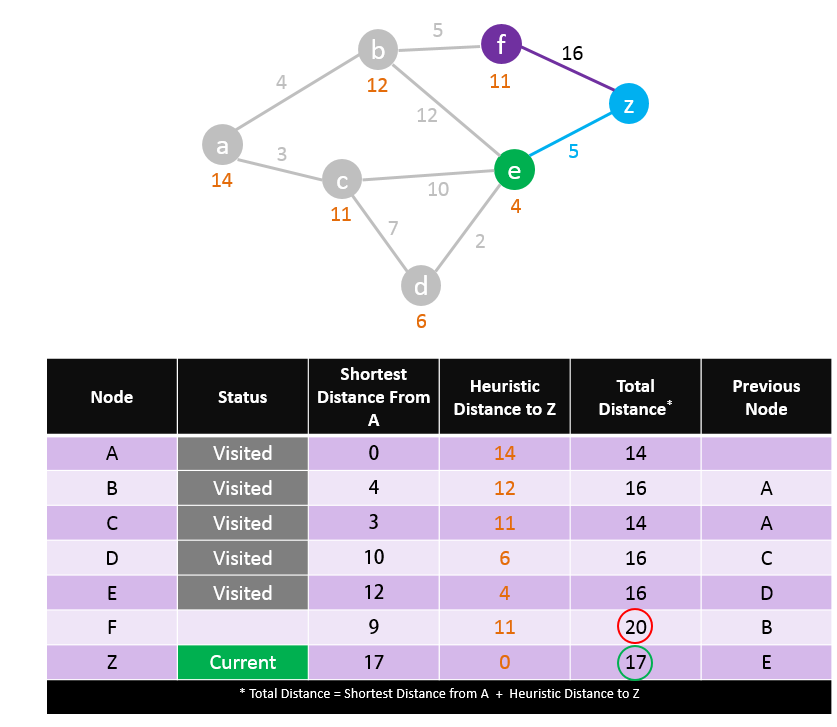 5
f
16
b
12
11
z
4
12
a
3
5
14
c
10
e
11
7
2
4
d
6
Node Status Shortest Distance From A Heuristic Distance to Z Total Distance* Previous Node
A Visited 0 14 14
B Visited 4 12 16 A
C Visited 3 11 14 A
D Visited 10 6 16 C
E Visited 12 4 16 D
F 9 11 20 B
Z Current 17 0 17 E
* Total Distance = Shortest Distance from A + Heuristic Distance to Z